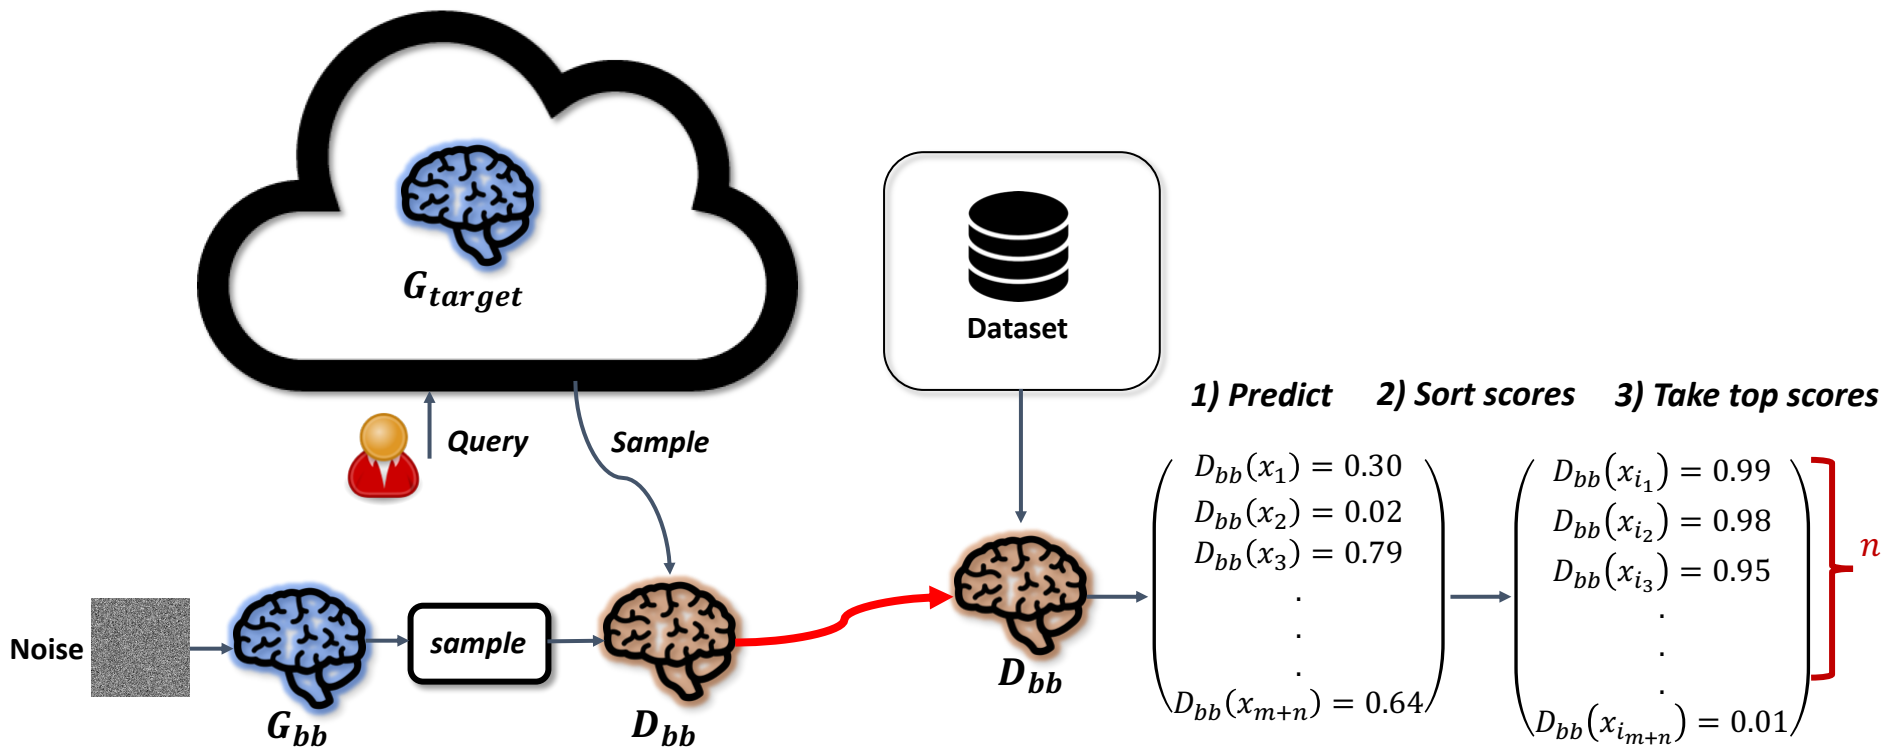 G_target
Dataset
Query
Sample
1) Predict
2) Sort scores
3) Take top scores
D_bb(x_1) = 0.30
D_bb(x_2) = 0.02
D_bb(x_3) = 0.79
.
.
.
D_bb(x_{m+n}) = 0.64
D_bb(x_{i_1}) = 0.99
D_bb(x_{i_2}) = 0.98
D_bb(x_{i_3}) = 0.95
.
.
.
D_bb(x_{i_{m+n}}) = 0.01
n
Noise
G_bb
sample
D_bb
D_bb